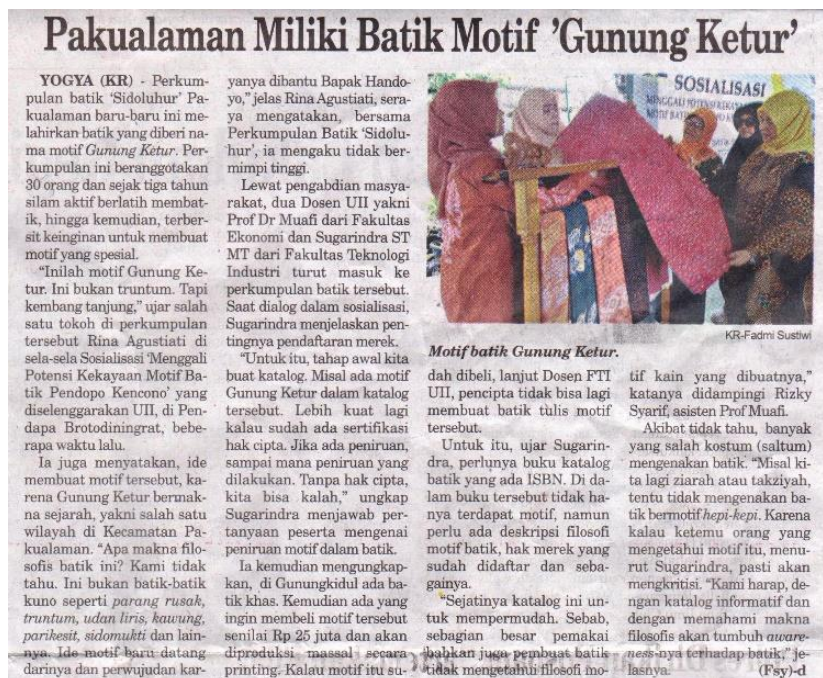 Pakualaman Miliki Batik Motif 'Gunung Ketur'
YOGYA (KR) - Perkum-
pulan batik 'Sidoluhur' Pa-
kualaman baru-baru ini me-
lahirkan batik yang diberi na-
ma motif Gunung Ketur. Per-
kumpulan ini beranggotakan
30 orang dan sejak tiga tahun
silam aktif berlatih membat-
ik, hingga kemudian, terber-
sit keinginan untuk membuat
motif yang spesial.
"Inilah motif Gunung Ke-
tur. Ini bukan truntum. Tapi
kembang tanjung," ujar salah
satu tokoh di perkumpulan
tersebut Rina Agustiati di
sela-sela Sosialisasi 'Menggali
Potensi Kekayaan Motif Ba-
tik Pendopo Kencono' yang
diselenggarakan UII, di Pen-
dapa Brotodiningrat, bebe-
rapa waktu lalu.
Ia juga menyatakan, ide
membuat motif tersebut, ka-
rena Gunung Ketur bermak-
na sejarah, yakni salah satu
wilayah di Kecamatan Pa-
kualaman. "Apa makna filo-
sofis batik ini? Kami tidak
tahu. Ini bukan batik-batik
kuno seperti parang rusak,
truntum, udan liris, kawung,
parikesit, sidomukti dan lain-
nya. Ide motif baru datang
darinya dan perwujudan kar-
yanya dibantu Bapak Hando-
yo," jelas Rina Agustiati, sera-
ya mengatakan, bersama
Perkumpulan Batik 'Sidolu-
hur', ia mengaku tidak ber-
mimpi tinggi.
Lewat pengabdian masya-
rakat, dua Dosen UII yakni
Prof Dr Muafi dari Fakultas
Ekonomi dan Sugarindra ST
MT dari Fakultas Teknologi
Industri turut masuk ke
perkumpulan batik tersebut.
Saat dialog dalam sosialisasi,
Sugarindra menjelaskan pen-
tingnya pendaftaran merek.
"Untuk itu, tahap awal kita
buat katalog. Misal ada motif
Gunung Ketur dalam katalog
tersebut. Lebih kuat lagi
kalau sudah ada sertifikasi
hak cipta. Jika ada peniruan,
sampai mana peniruan yang
dilakukan. Tanpa hak cipta,
kita bisa kalah," ungkap
Sugarindra menjawab per-
tanyaan peserta mengenai
peniruan motif dalam batik.
Ia kemudian mengungkap-
kan, di Gunungkidul ada ba-
tik khas. Kemudian ada yang
ingin membeli motif tersebut
senilai Rp 25 juta dan akan
diproduksi massal secara
printing. Kalau motif itu su-
SOSIALISASI
KR-Fadmi Sustiwi
Motif batik Gunung Ketur.
dah dibeli, lanjut Dosen FTI
UII, pencipta tidak bisa lagi
membuat batik tulis motif
tersebut.
Untuk itu, ujar Sugarin-
dra, perlunya buku katalog
batik yang ada ISBN. Di da-
lam buku tersebut tidak ha-
nya terdapat motif, namun
perlu ada deskripsi filosofi
motif batik, hak merek yang
sudah didaftar dan seba-
gainya.
"Sejatinya katalog ini un-
tuk mempermudah. Sebab,
sebagian besar pemakai
bahkan juga pembuat batik
tidak mengetahui filosofi mo-
tif kain yang dibuatnya,"
katanya didampingi Rizky
Syarif, asisten Prof Muafi.
Akibat tidak tahu, banyak
yang salah kostum (saltum)
mengenakan batik. "Misal ki-
ta lagi ziarah atau takziyah,
tentu tidak mengenakan ba-
tik bermotif hepi-kepi. Karena
kalau ketemu orang yang
mengetahui motif itu, menu-
rut Sugarindra, pasti akan
mengkritisi. "Kami harap, de-
ngan katalog informatif dan
dengan memahami makna
filosofis akan tumbuh aware-
ness-nya terhadap batik," je-
lasnya. (Fsy)-d